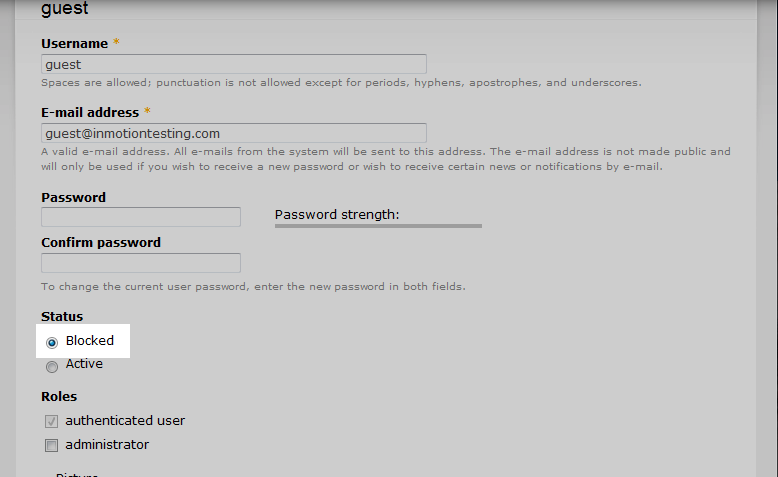 guest
Username *
guest
Spaces are allowed; punctuation is not allowed except for periods, hyphens, apostrophes, and underscores.
E-mail address *
guest@inmotiontesting.com
A valid e-mail address. All e-mails from the system will be sent to this address. The e-mail address is not made public and
will only be used if you wish to receive a new password or wish to receive certain news or notifications by e-mail.
Password
Password strength:
Confirm password
To change the current user password, enter the new password in both fields.
Status
Blocked
Active
Roles
authenticated user
administrator
Picture